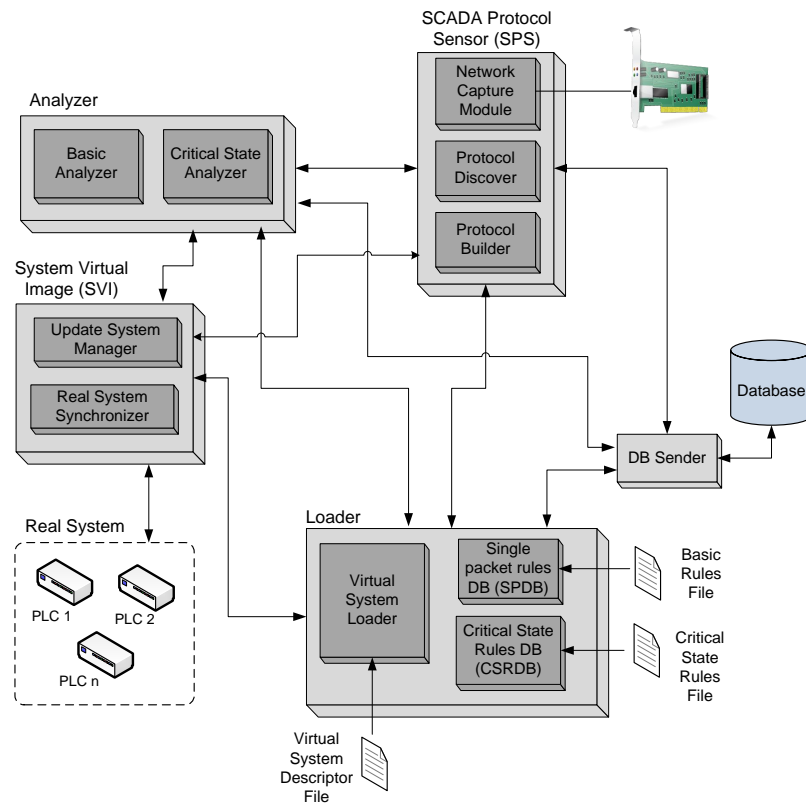 SCADA Protocol
Sensor (SPS)
Network
Capture
Module
Protocol
Discover
Protocol
Builder
Analyzer
Basic
Analyzer
Critical State
Analyzer
System Virtual
Image (SVI)
Update System
Manager
Real System
Synchronizer
Database
DB Sender
Real System
PLC 1
PLC 2
PLC n
Loader
Virtual
System
Loader
Single
packet rules
DB (SPDB)
Critical State
Rules DB
(CSRDB)
Basic
Rules
File
Critical
State
Rules
File
Virtual
System
Descriptor
File